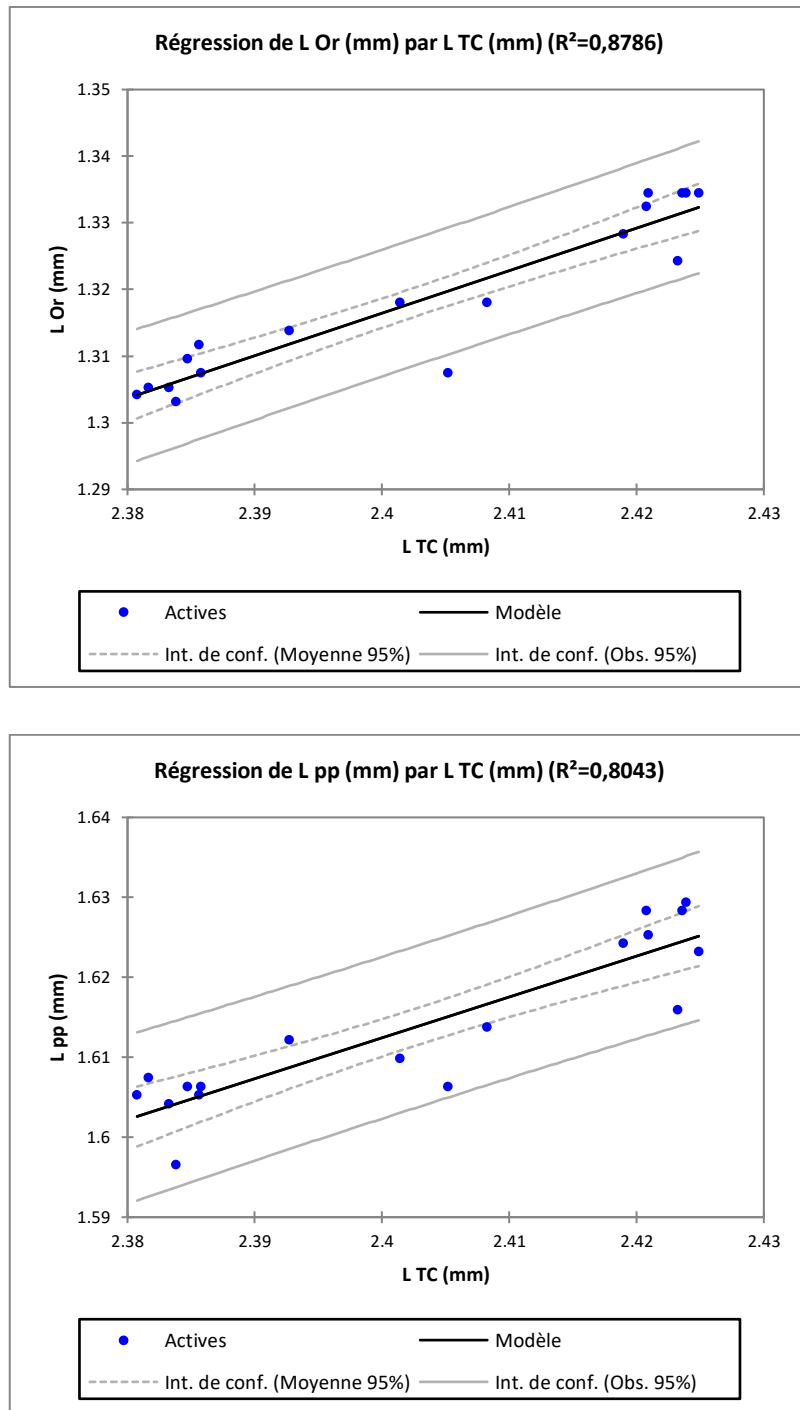 Régression de L Or (mm) par L TC (mm) (R²=0,8786)
1.35
1.34
1.33
1.32
1.31
1.3
1.29
L Or (mm)
2.38 2.39 2.4 2.41 2.42 2.43
L TC (mm)
Actives Modèle
Int. de conf. (Moyenne 95%) Int. de conf. (Obs. 95%)
Régression de L pp (mm) par L TC (mm) (R²=0,8043)
1.64
1.63
1.62
1.61
1.6
1.59
L pp (mm)
2.38 2.39 2.4 2.41 2.42 2.43
L TC (mm)
Actives Modèle
Int. de conf. (Moyenne 95%) Int. de conf. (Obs. 95%)